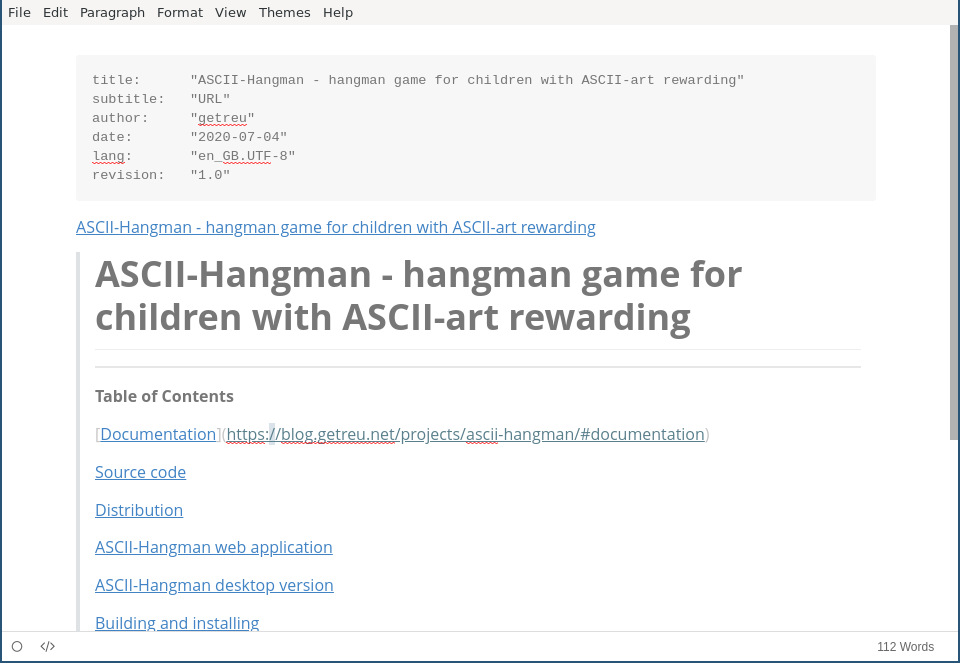 File Edit Paragraph Format View Themes Help
title: "ASCII-Hangman - hangman game for children with ASCII-art rewarding"
subtitle: "URL"
author: "getreu"
date: "2020-07-04"
lang: "en_GB.UTF-8"
revision: "1.0"
ASCII-Hangman - hangman game for children with ASCII-art rewarding
ASCII-Hangman - hangman game for
children with ASCII-art rewarding
Table of Contents
[Documentation](https://blog.getreu.net/projects/ascii-hangman/#documentation)
Source code
Distribution
ASCII-Hangman web application
ASCII-Hangman desktop version
Building and installing
</> 112 Words